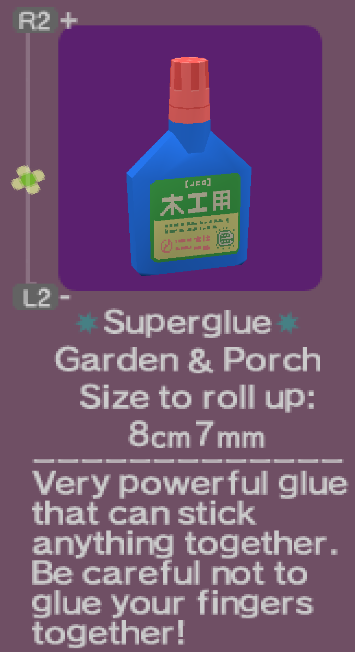 R2 +
木工用
L2 -
Superglue
Garden & Porch
Size to roll up:
8cm7mm
Very powerful glue
that can stick
anything together.
Be careful not to
glue your fingers
together!